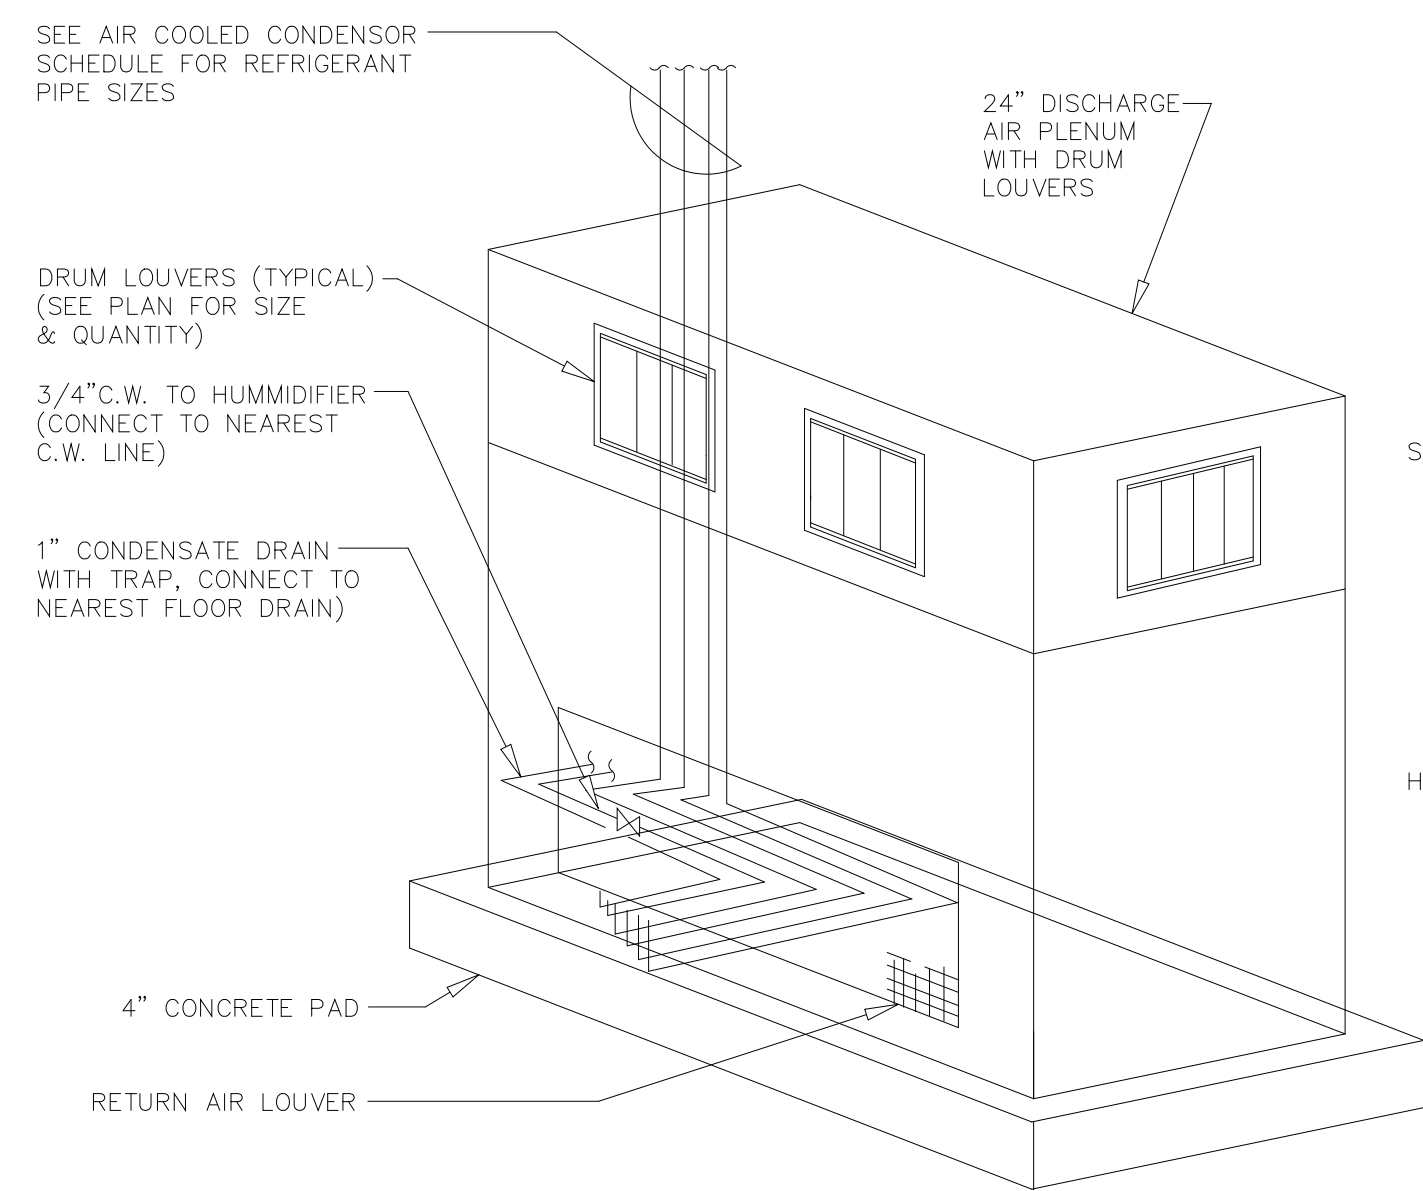 SEE AIR COOLED CONDENSOR
SCHEDULE FOR REFRIGERANT
PIPE SIZES
24” DISCHARGE
AIR PLENUM
WITH DRUM
LOUVERS
DRUM LOUVERS (TYPICAL)
(SEE PLAN FOR SIZE
& QUANTITY)
3/4”C.W. TO HUMMIDIFIER
(CONNECT TO NEAREST
C.W. LINE)
S
1” CONDENSATE DRAIN
WITH TRAP, CONNECT TO
NEAREST FLOOR DRAIN)
H
4” CONCRETE PAD
RETURN AIR LOUVER